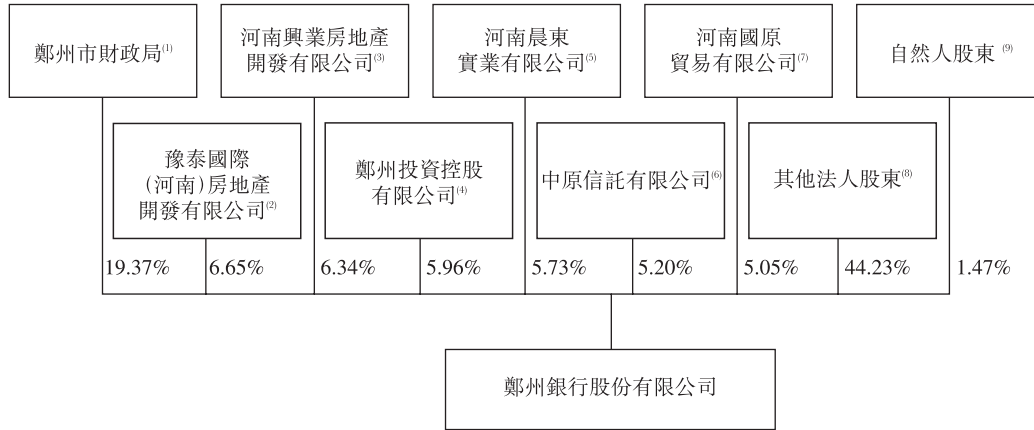 鄭州市財政局(1)
河南興業房地產
開發有限公司(3)
河南晨東
實業有限公司(5)
河南國原
貿易有限公司(7)
自然人股東 (9)
豫泰國際
(河南)房地產
開發有限公司(2)
鄭州投資控股
有限公司(4)
中原信託有限公司(6)
其他法人股東(8)
19.37% 6.65% 6.34% 5.96% 5.73% 5.20% 5.05% 44.23% 1.47%
鄭州銀行股份有限公司